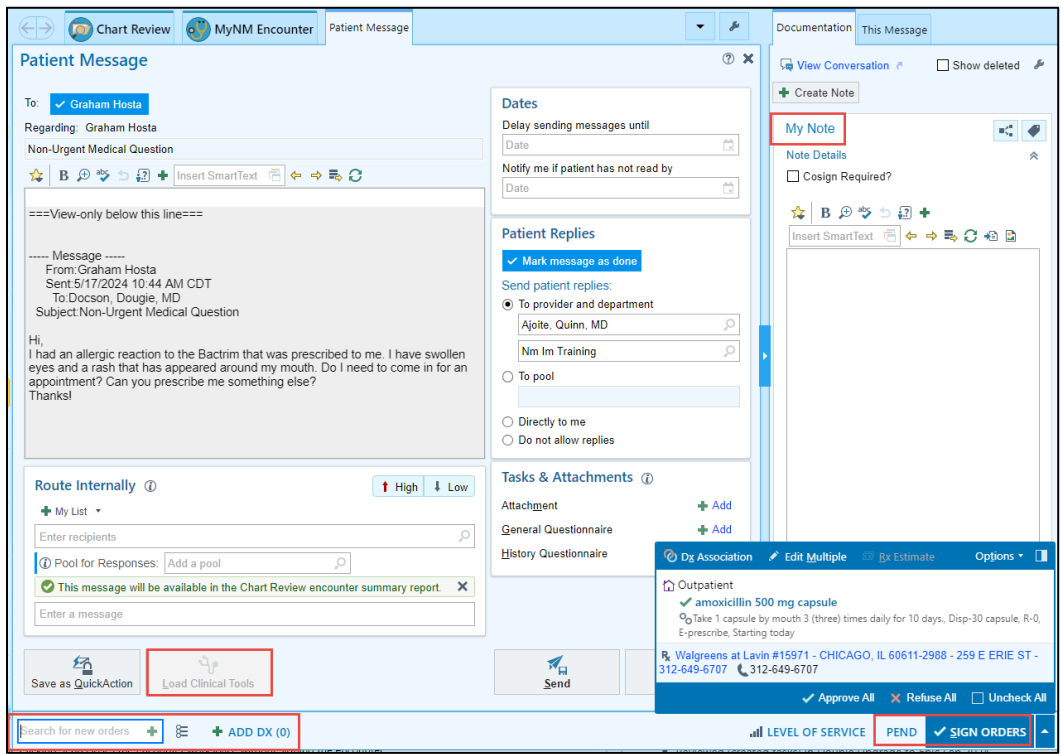 Chart Review
MyNM Encounter
Patient Message
Documentation
This Message
Patient Message
To: Graham Hosta
Regarding: Graham Hosta
Non-Urgent Medical Question
B abc Insert SmartText
===View-only below this line===
----- Message -----
From:Graham Hosta
Sent:5/17/2024 10:44 AM CDT
To:Docson, Dougie, MD
Subject:Non-Urgent Medical Question
Hi,
I had an allergic reaction to the Bactrim that was prescribed to me. I have swollen
eyes and a rash that has appeared around my mouth. Do I need to come in for an
appointment? Can you prescribe me something else?
Thanks!
Dates
Delay sending messages until
Date
Notify me if patient has not read by
Date
Patient Replies
Mark message as done
Send patient replies:
To provider and department
Ajoite, Quinn, MD
Nm Im Training
To pool
Directly to me
Do not allow replies
Route Internally
High
Low
My List
Enter recipients
Pool for Responses: Add a pool
This message will be available in the Chart Review encounter summary report.
Enter a message
Tasks & Attachments
Attachment Add
General Questionnaire Add
History Questionnaire
View Conversation
Show deleted
Create Note
My Note
Note Details
Cosign Required?
B abc
Insert SmartText
Dx Association
Edit Multiple
Rx Estimate
Options
Outpatient
amoxicillin 500 mg capsule
Take 1 capsule by mouth 3 (three) times daily for 10 days., Disp-30 capsule, R-0,
E-prescribe, Starting today
Walgreens at Lavin #15971 - CHICAGO, IL 60611-2988 - 259 E ERIE ST -
312-649-6707 312-649-6707
Approve All
Refuse All
Uncheck All
Save as QuickAction
Load Clinical Tools
Send
Search for new orders
ADD DX (0)
LEVEL OF SERVICE
PEND
SIGN ORDERS